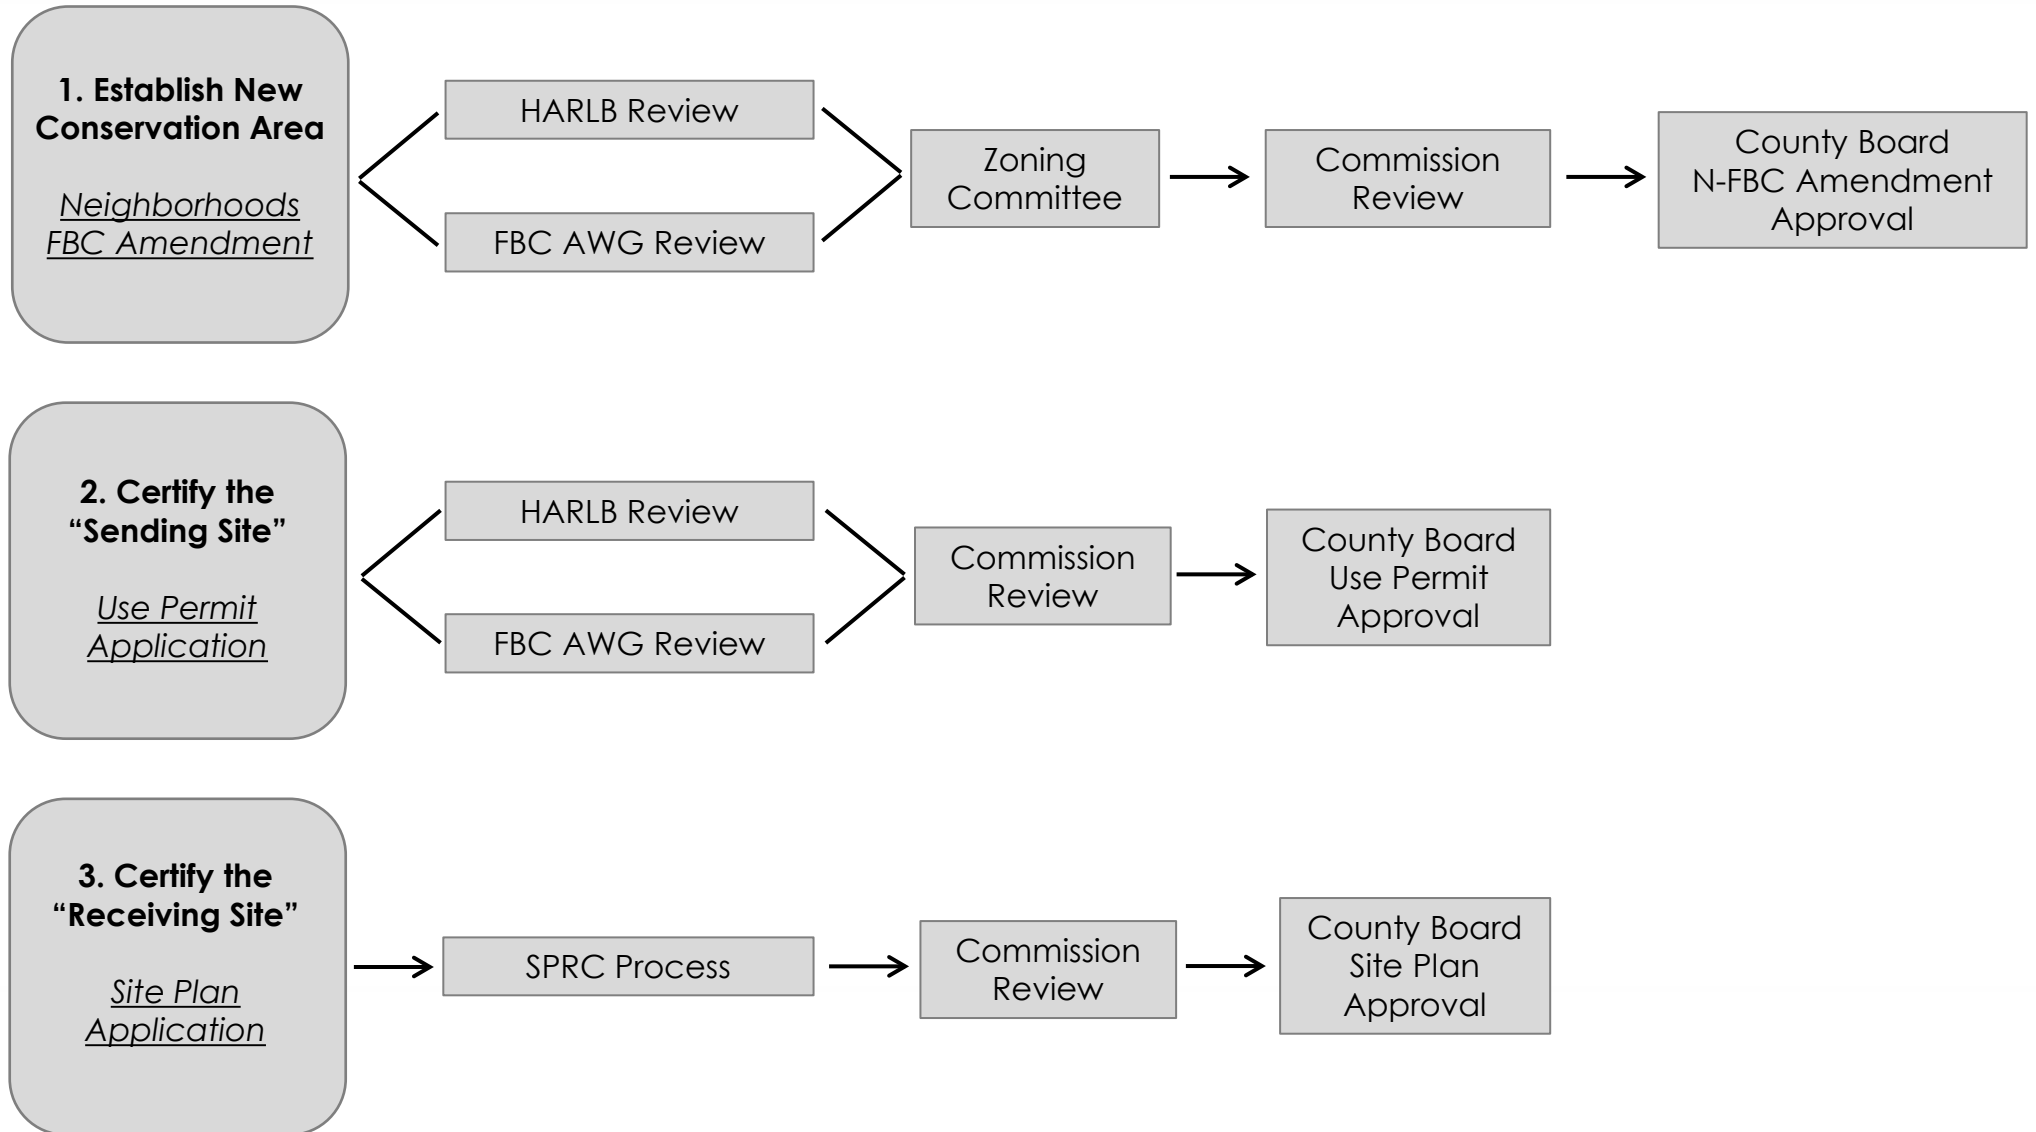 1. Establish New
Conservation Area
Neighborhoods
FBC Amendment
HARLB Review
FBC AWG Review
Zoning
Committee
Commission
Review
County Board
N-FBC Amendment
Approval
2. Certify the
“Sending Site”
Use Permit
Application
HARLB Review
FBC AWG Review
Commission
Review
County Board
Use Permit
Approval
3. Certify the
“Receiving Site”
Site Plan
Application
SPRC Process
Commission
Review
County Board
Site Plan
Approval